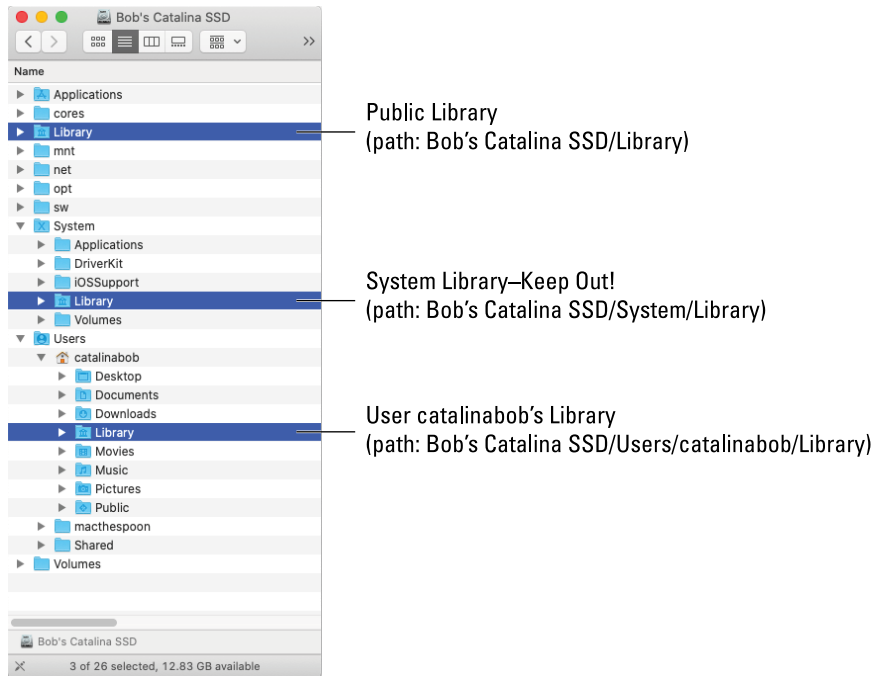 Bob's Catalina SSD
Name
Applications
cores
Library
mnt
net
opt
sw
System
Applications
DriverKit
iOSSupport
Library
Volumes
Users
catalinabob
Desktop
Documents
Downloads
Library
Movies
Music
Pictures
Public
macthespoon
Shared
Volumes
Bob's Catalina SSD
3 of 26 selected, 12.83 GB available
Public Library
(path: Bob’s Catalina SSD/Library)
System Library–Keep Out!
(path: Bob’s Catalina SSD/System/Library)
User catalinabob’s Library
(path: Bob’s Catalina SSD/Users/catalinabob/Library)